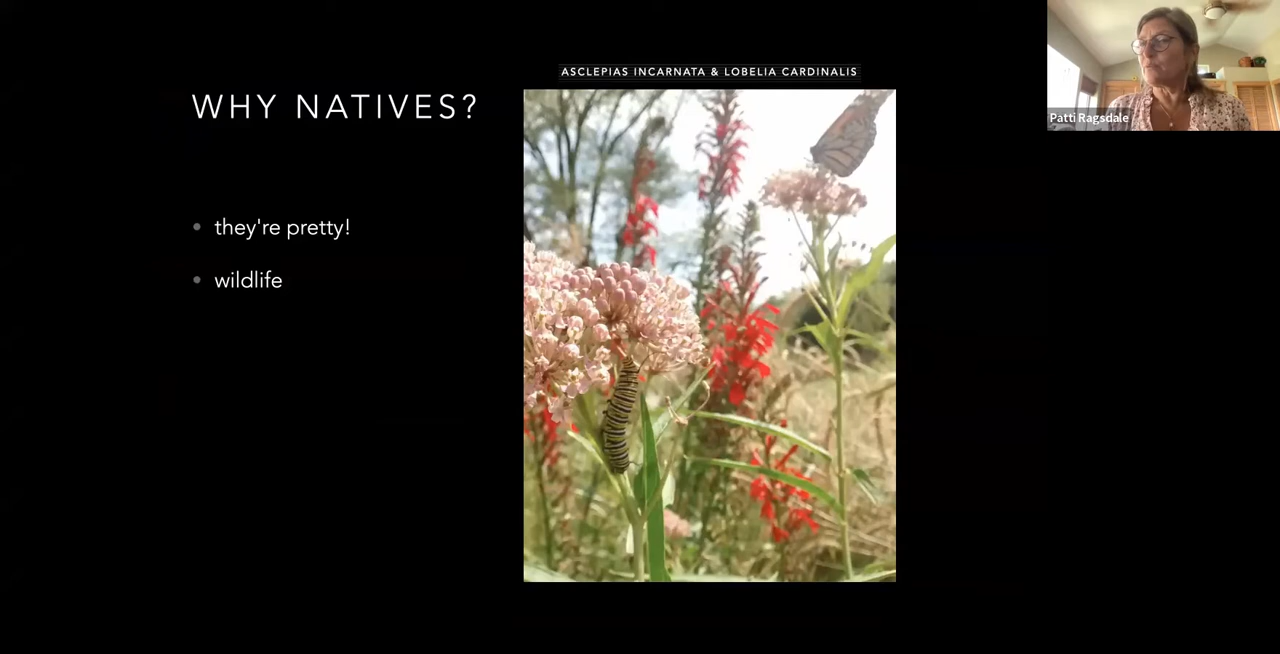 ASCLEPIAS INCARNATA & LOBELIA CARDINALIS
WHY NATIVES?
they're pretty!
wildlife
Patti Ragsdale